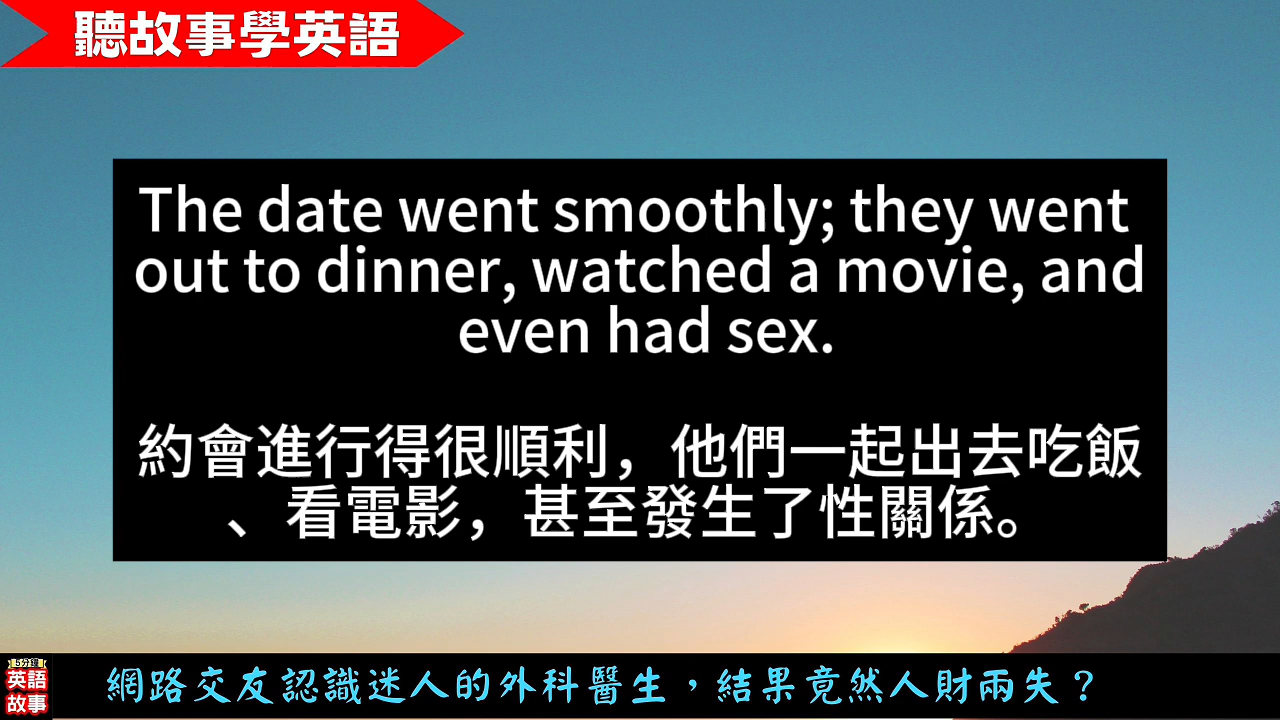 聽故事學英語
The date went smoothly; they went
out to dinner, watched a movie, and
even had sex.
約會進行得很順利，他們一起出去吃飯
、看電影，甚至發生了性關係。
5分鐘
英語
故事
網路交友認識迷人的外科醫生，結果竟然人財兩失？